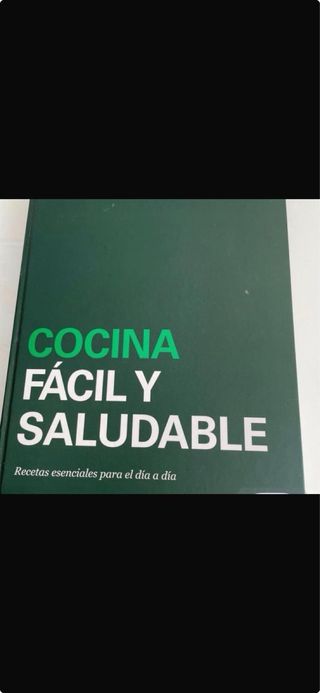 COCINA
FÁCIL Y
SALUDABLE
Recetas esenciales para el día a día